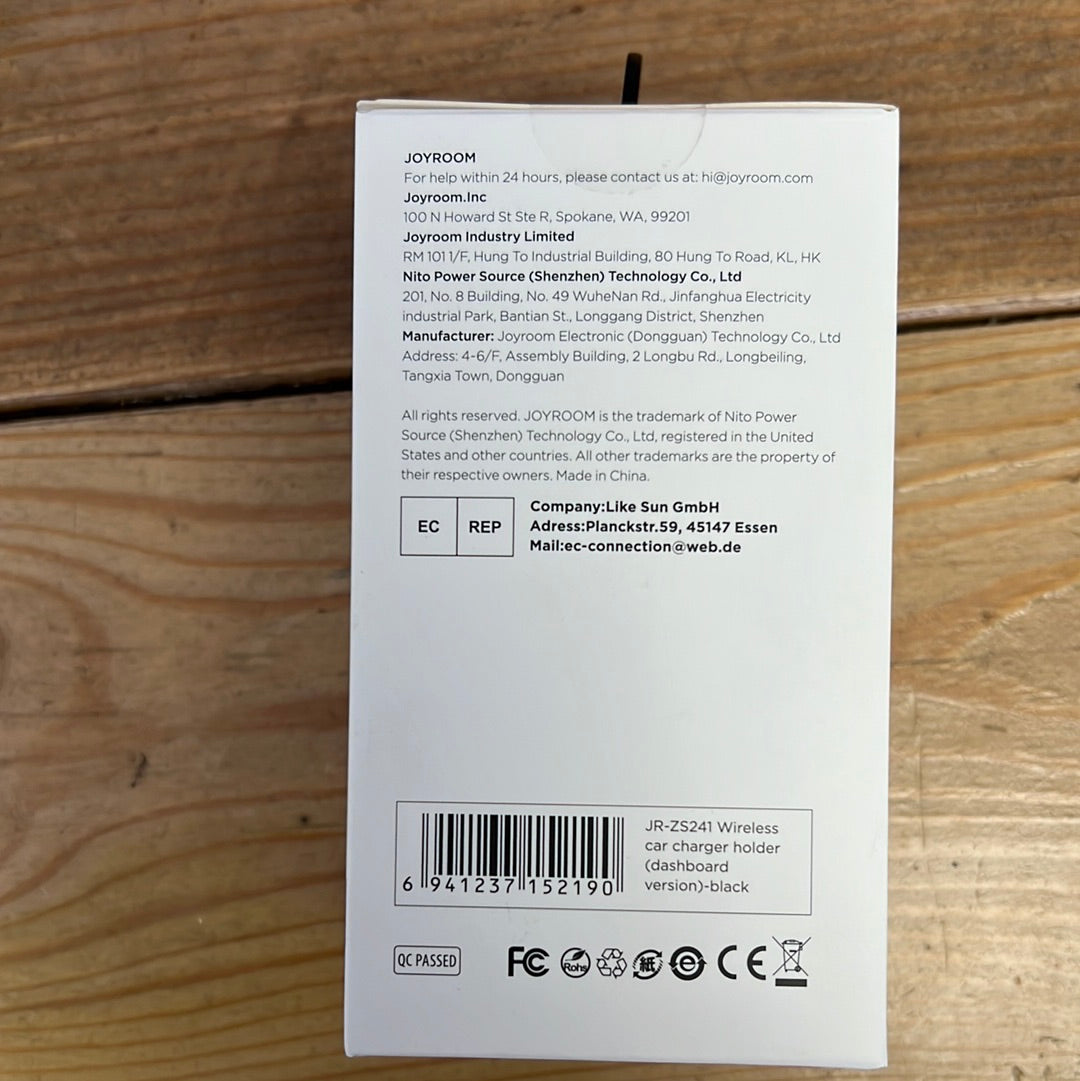 JOYROOM
For help within 24 hours, please contact us at: hi@joyroom.com
Joyroom.Inc
100 N Howard St Ste R, Spokane, WA, 99201
Joyroom Industry Limited
RM 101 1/F, Hung To Industrial Building, 80 Hung To Road, KL, HK
Nito Power Source (Shenzhen) Technology Co., Ltd
201, No. 8 Building, No. 49 WuheNan Rd., Jinfanghua Electricity
industrial Park, Bantian St., Longgang District, Shenzhen
Manufacturer: Joyroom Electronic (Dongguan) Technology Co., Ltd
Address: 4-6/F, Assembly Building, 2 Longbu Rd., Longbeiling,
Tangxia Town, Dongguan
All rights reserved. JOYROOM is the trademark of Nito Power
Source (Shenzhen) Technology Co., Ltd, registered in the United
States and other countries. All other trademarks are the property of
their respective owners. Made in China.
EC REP
Company:Like Sun GmbH
Adress:Planckstr.59, 45147 Essen
Mail:ec-connection@web.de
6 941237 152190
JR-ZS241 Wireless
car charger holder
(dashboard
version)-black
QC PASSED FC RoHS 紙 e CE